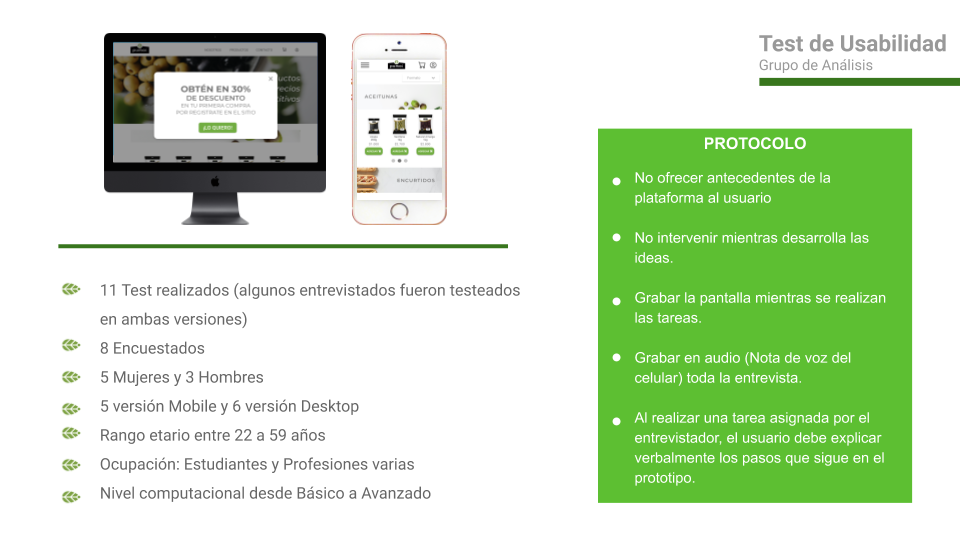 Test de Usabilidad
Grupo de Análisis
OBTÉN EN 30%
DE DESCUENTO
EN TU PRIMERA COMPRA
POR REGISTRATE EN EL SITIO
¡LO QUIERO!
ACEITUNAS
ENCURTIDOS
11 Test realizados (algunos entrevistados fueron testeados
en ambas versiones)
8 Encuestados
5 Mujeres y 3 Hombres
5 versión Mobile y 6 versión Desktop
Rango etario entre 22 a 59 años
Ocupación: Estudiantes y Profesiones varias
Nivel computacional desde Básico a Avanzado
PROTOCOLO
No ofrecer antecedentes de la
plataforma al usuario
No intervenir mientras desarrolla las
ideas.
Grabar la pantalla mientras se realizan
las tareas.
Grabar en audio (Nota de voz del
celular) toda la entrevista.
Al realizar una tarea asignada por el
entrevistador, el usuario debe explicar
verbalmente los pasos que sigue en el
prototipo.